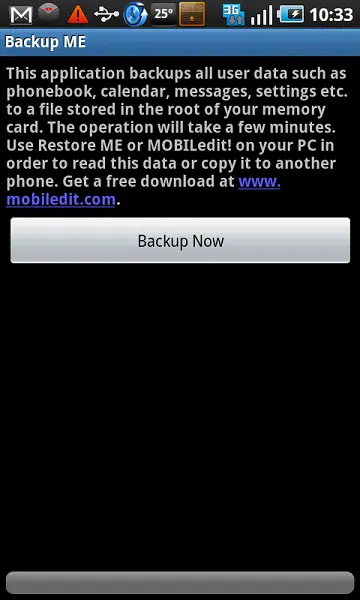 25° 3G 10:33
Backup ME
This application backups all user data such as
phonebook, calendar, messages, settings etc.
to a file stored in the root of your memory
card. The operation will take a few minutes.
Use Restore ME or MOBILedit! on your PC in
order to read this data or copy it to another
phone. Get a free download at www.
mobiledit.com.
Backup Now